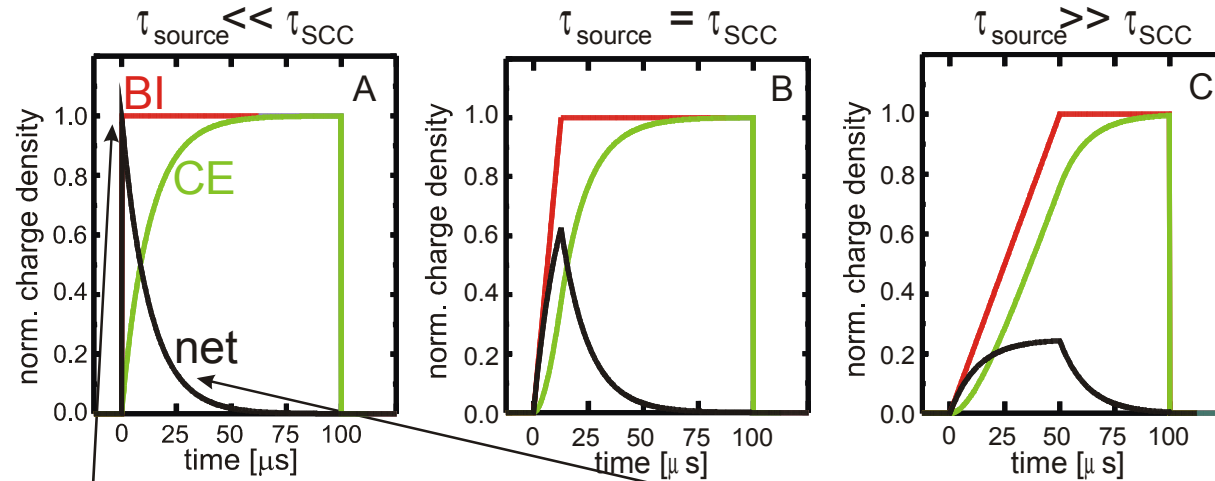 τsource << τSCC
τsource = τSCC
τsource >> τSCC
BI
A
CE
net
1.0
0.8
0.6
0.4
0.2
0.0
norm. charge density
0 25 50 75 100
time [μs]
B
1.0
0.8
0.6
0.4
0.2
0.0
norm. charge density
0 25 50 75 100
time [μ s]
C
1.0
0.8
0.6
0.4
0.2
0.0
norm. charge density
0 25 50 75 100
time [μ s]